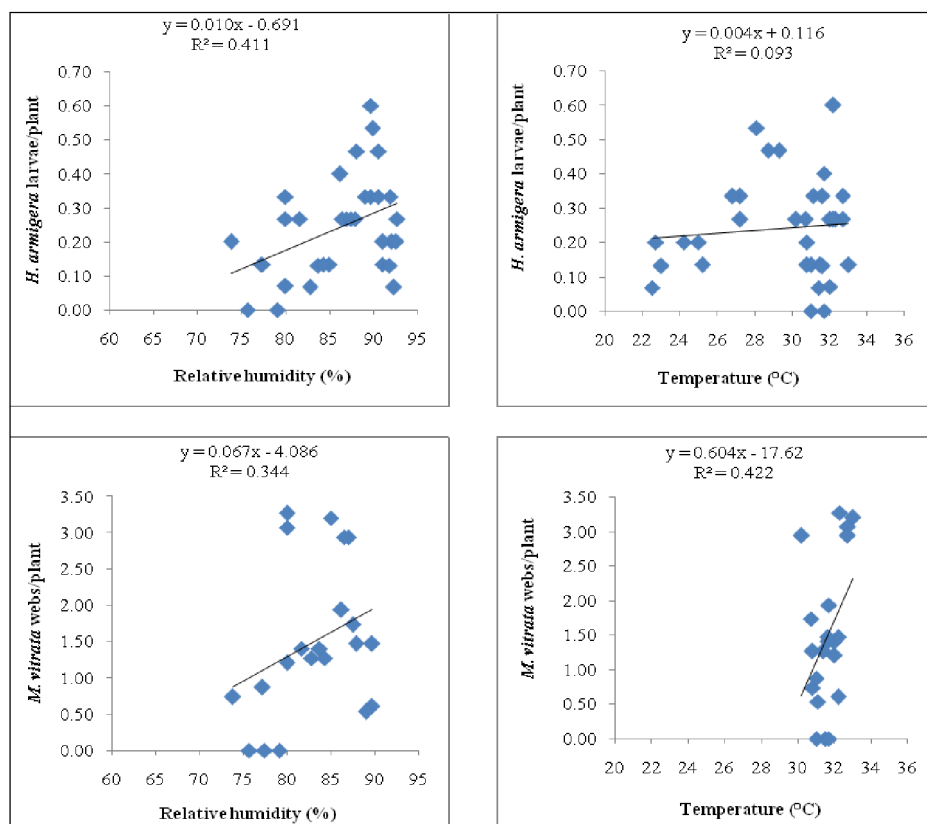 y = 0.010x - 0.691
R² = 0.411
0.70
0.60
0.50
0.40
0.30
0.20
0.10
0.00
60 65 70 75 80 85 90 95
H. armigera larvae/plant
Relative humidity (%)
y = 0.004x + 0.116
R² = 0.093
0.70
0.60
0.50
0.40
0.30
0.20
0.10
0.00
20 22 24 26 28 30 32 34 36
H. armigera larvae/plant
Temperature (°C)
y = 0.067x - 4.086
R² = 0.344
3.50
3.00
2.50
2.00
1.50
1.00
0.50
0.00
60 65 70 75 80 85 90 95
M. vitrata webs/plant
Relative humidity (%)
y = 0.604x - 17.62
R² = 0.422
3.50
3.00
2.50
2.00
1.50
1.00
0.50
0.00
20 22 24 26 28 30 32 34 36
M. vitrata webs/plant
Temperature (°C)